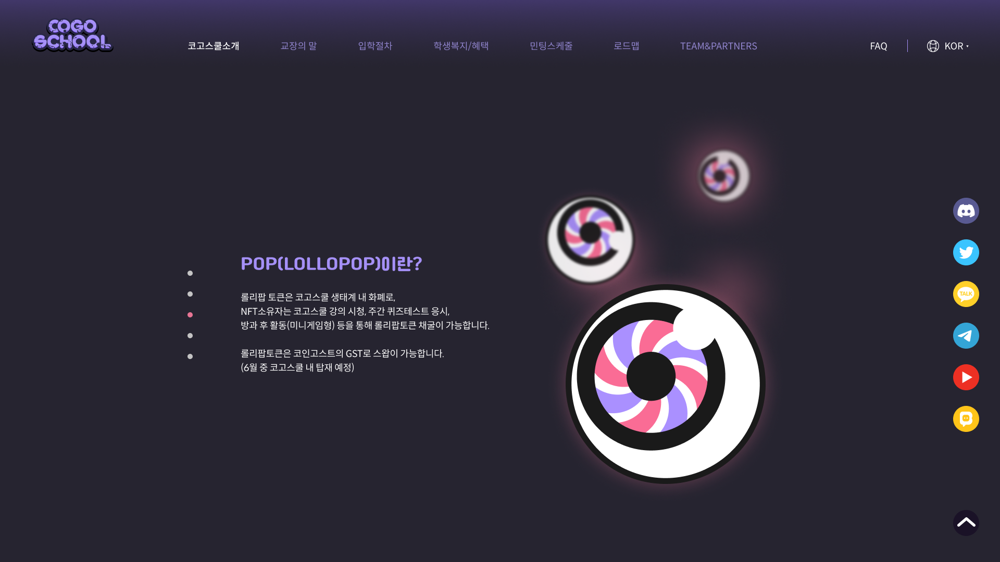 COGO
SCHOOL
코고스쿨소개
교장의 말
입학절차
학생복지/혜택
민팅스케줄
로드맵
TEAM&PARTNERS
FAQ
KOR
POP(LOLLOPOP)이란?
롤리팝 토큰은 코고스쿨 생태계 내 화폐로,
NFT소유자는 코고스쿨 강의 시청, 주간 퀴즈테스트 응시,
방과 후 활동(미니게임형) 등을 통해 롤리팝토큰 채굴이 가능합니다.
롤리팝토큰은 코인고스트의 GST로 스왑이 가능합니다.
(6월 중 코고스쿨 내 탑재 예정)
TALK